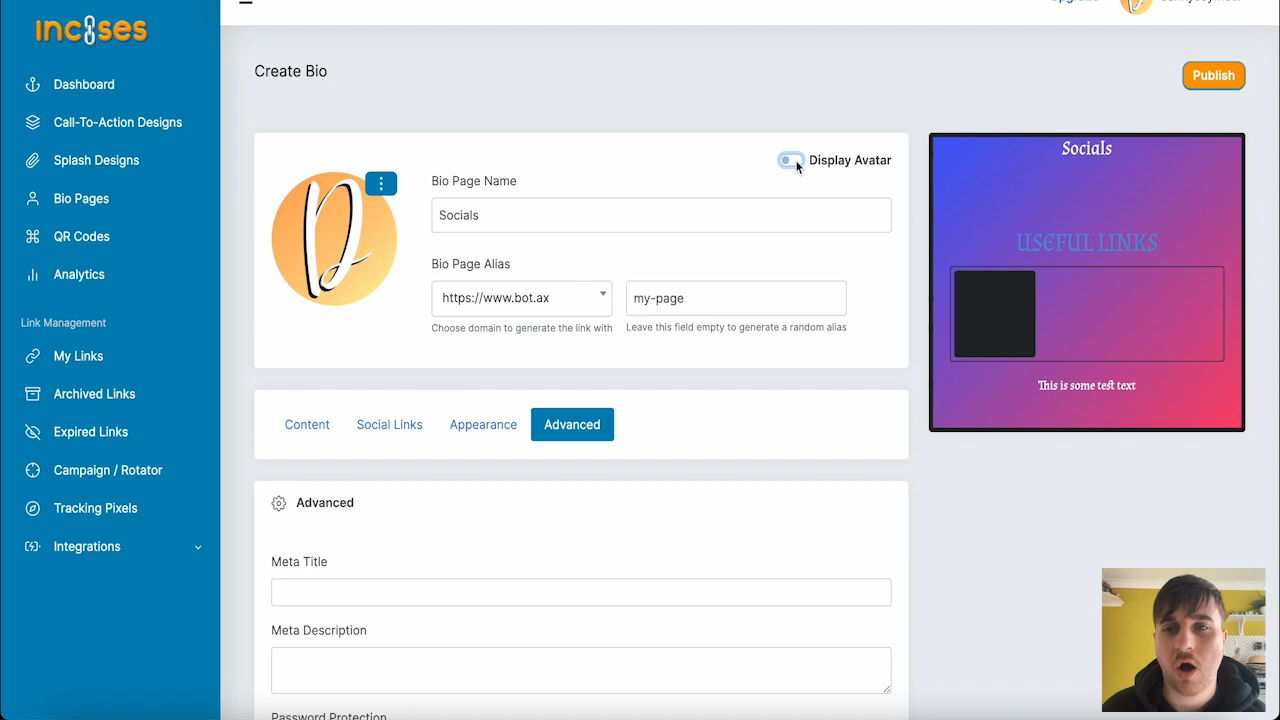 incises
Dashboard
Call-To-Action Designs
Splash Designs
Bio Pages
QR Codes
Analytics
Link Management
My Links
Archived Links
Expired Links
Campaign / Rotator
Tracking Pixels
Integrations
Create Bio
Publish
Display Avatar
Bio Page Name
Socials
Bio Page Alias
https://www.bot.ax
my-page
Choose domain to generate the link with
Leave this field empty to generate a random alias
Content
Social Links
Appearance
Advanced
Advanced
Meta Title
Meta Description
Password Protection
Socials
USEFUL LINKS
This is some test text
D